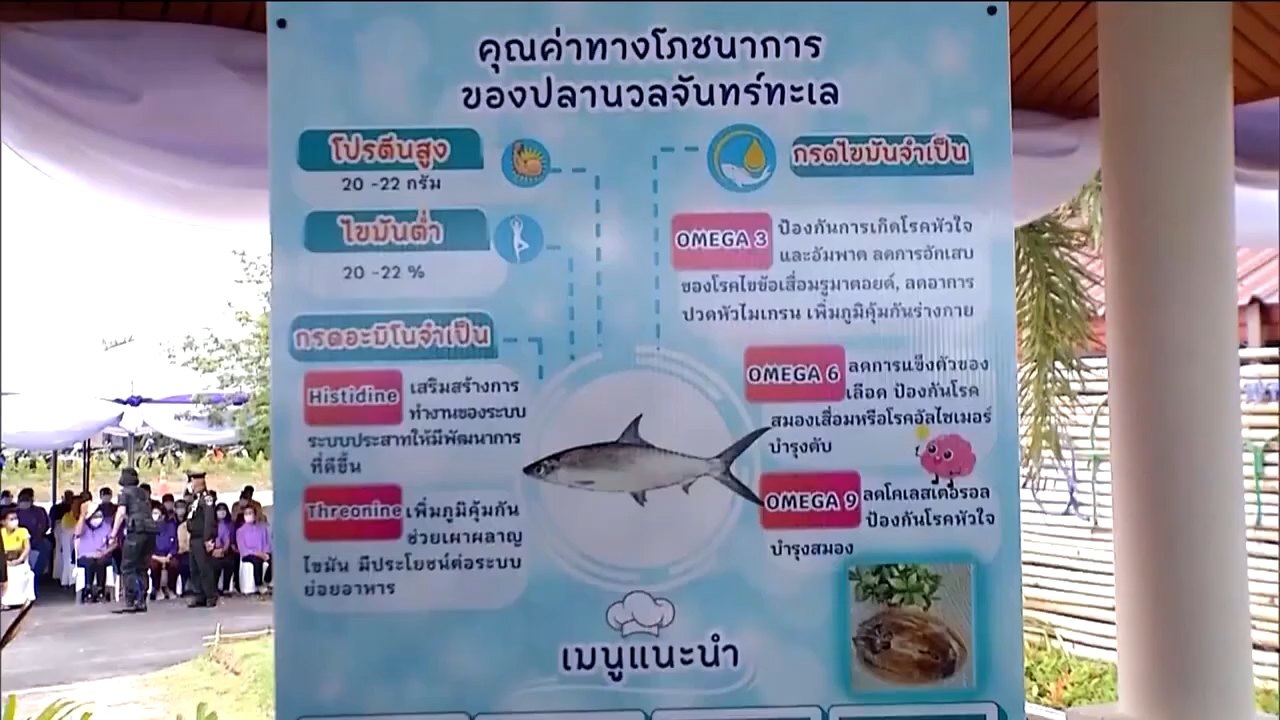 คุณค่าทางโภชนาการ
ของปลานวลจันทร์ทะเล
โปรตีนสูง
20 -22 กรัม
ไขมันต่ำ
20 -22 %
กรดอะมิโนจำเป็น
Histidine เสริมสร้างการ
ทำงานของระบบ
ระบบประสาทให้มีพัฒนาการ
ที่ดีขึ้น
Threonine เพิ่มภูมิคุ้มกัน
ช่วยเผาผลาญ
ไขมัน มีประโยชน์ต่อระบบ
ย่อยอาหาร
กรดไขมันจำเป็น
OMEGA 3 ป้องกันการเกิดโรคหัวใจ
และอัมพาต ลดการอักเสบ
ของโรคไขข้อเสื่อมรูมาตอยด์, ลดอาการ
ปวดหัวไมเกรน เพิ่มภูมิคุ้มกันร่างกาย
OMEGA 6 ลดการแข็งตัวของ
เลือด ป้องกันโรค
สมองเสื่อมหรือโรคอัลไซเมอร์
บำรุงตับ
OMEGA 9 ลดโคเลสเตอรอล
ป้องกันโรคหัวใจ
บำรุงสมอง
เมนูแนะนำ